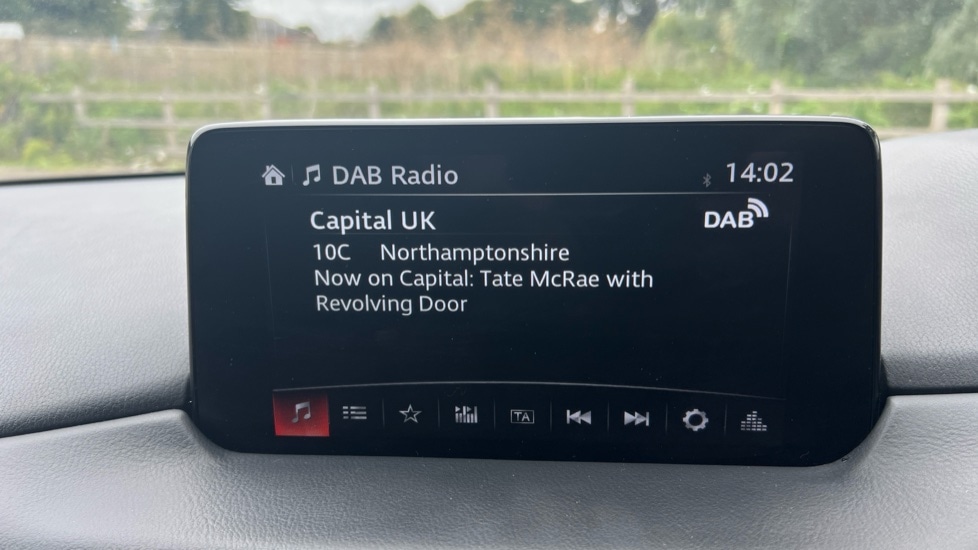 DAB Radio 14:02
Capital UK DAB
10C Northamptonshire
Now on Capital: Tate McRae with
Revolving Door
TA